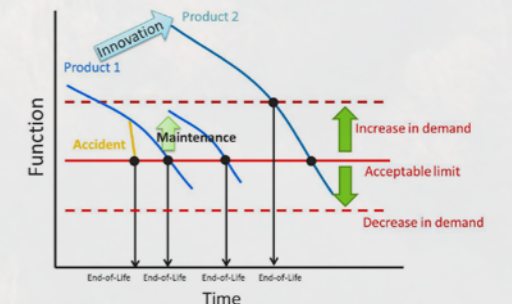 Product 2
Innovation
Product 1
Increase in demand
Maintenance
Accident
Acceptable limit
Decrease in demand
Function
End-of-Life
End-of-Life
End-of-Life
End-of-Life
Time